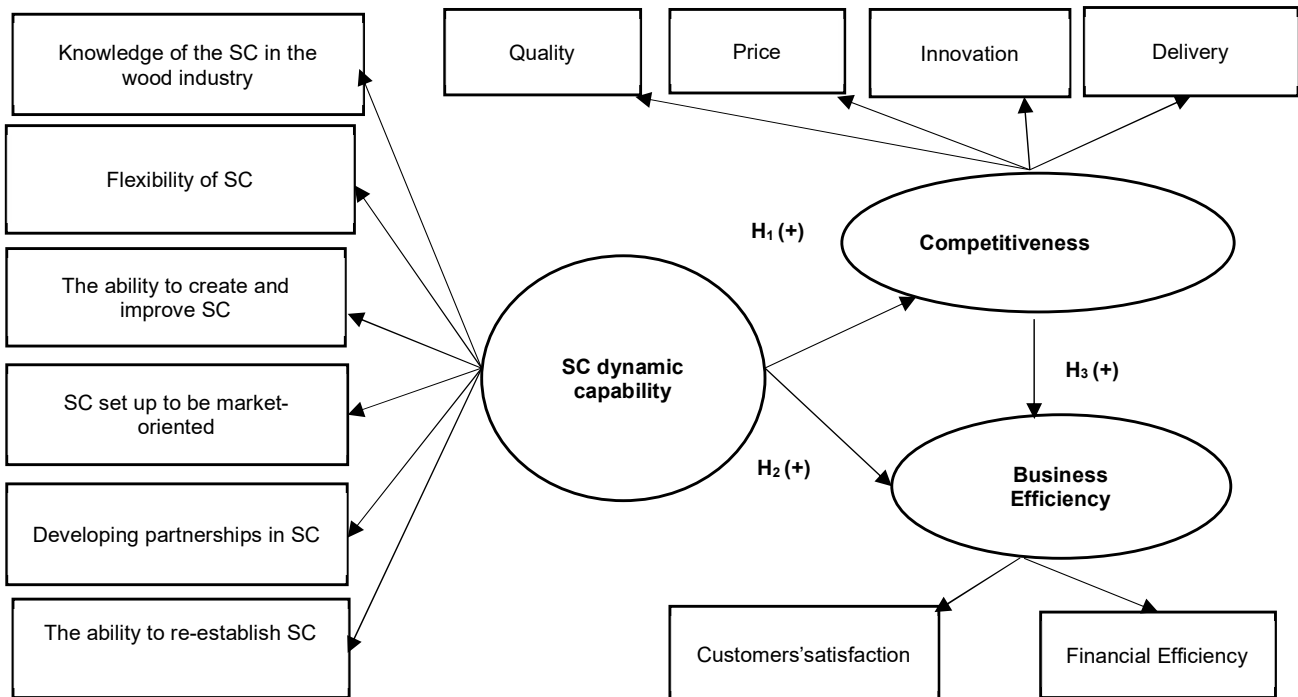 Knowledge of the SC in the
wood industry
Flexibility of SC
The ability to create and
improve SC
SC set up to be market-
oriented
Developing partnerships in SC
The ability to re-establish SC
SC dynamic
capability
Quality
Price
Innovation
Delivery
H₁ (+)
Competitiveness
H₃ (+)
H₂ (+)
Business
Efficiency
Customers'satisfaction
Financial Efficiency